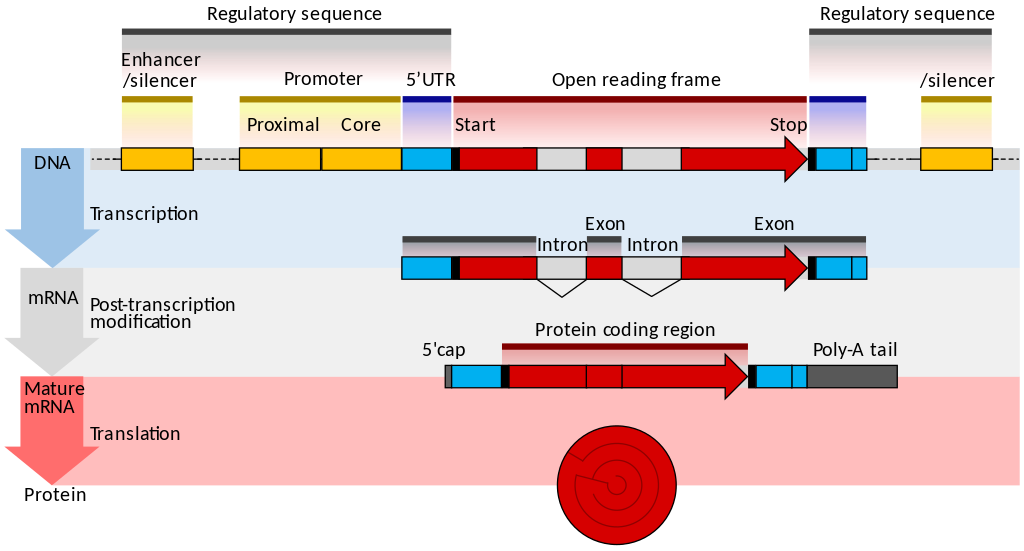 Regulatory sequence
Regulatory sequence
Enhancer
/silencer
Promoter
5’UTR
Open reading frame
/silencer
Proximal
Core
Start
Stop
DNA
Transcription
Exon
Exon
Intron
Intron
mRNA
Post-transcription
modification
Protein coding region
5'cap
Poly-A tail
Mature
mRNA
Translation
Protein